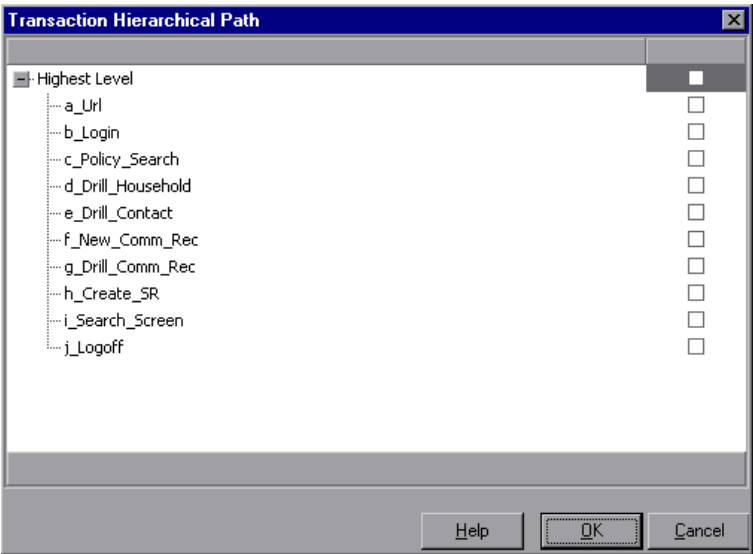 Transaction Hierarchical Path
Highest Level
a_Url
b_Login
c_Policy_Search
d_Drill_Household
e_Drill_Contact
f_New_Comm_Rec
g_Drill_Comm_Rec
h_Create_SR
i_Search_Screen
j_Logoff
Help OK Cancel